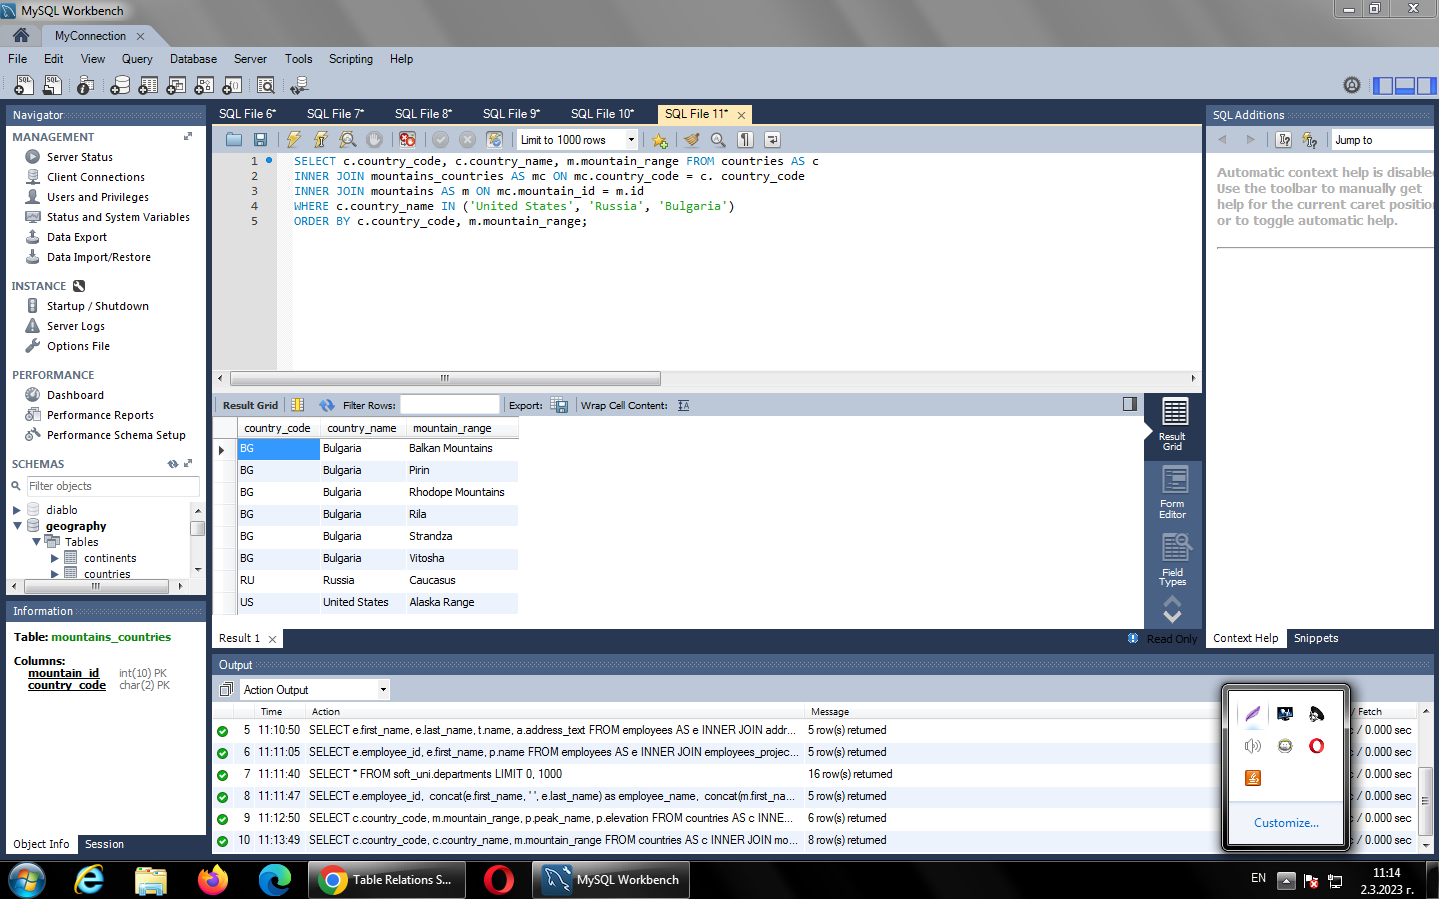 MySQL Workbench
MyConnection
File Edit View Query Database Server Tools Scripting Help
Navigator
MANAGEMENT
Server Status
Client Connections
Users and Privileges
Status and System Variables
Data Export
Data Import/Restore
INSTANCE
Startup / Shutdown
Server Logs
Options File
PERFORMANCE
Dashboard
Performance Reports
Performance Schema Setup
SCHEMAS
Filter objects
diablo
geography
Tables
continents
countries
Information
Table: mountains_countries
Columns:
mountain_id int(10) PK
country_code char(2) PK
Object Info Session
SQL File 6* SQL File 7* SQL File 8* SQL File 9* SQL File 10* SQL File 11*
Limit to 1000 rows
1 SELECT c.country_code, c.country_name, m.mountain_range FROM countries AS c
2 INNER JOIN mountains_countries AS mc ON mc.country_code = c. country_code
3 INNER JOIN mountains AS m ON mc.mountain_id = m.id
4 WHERE c.country_name IN ('United States', 'Russia', 'Bulgaria')
5 ORDER BY c.country_code, m.mountain_range;
Result Grid Filter Rows: Export: Wrap Cell Content:
country_code country_name mountain_range
BG Bulgaria Balkan Mountains
BG Bulgaria Pirin
BG Bulgaria Rhodope Mountains
BG Bulgaria Rila
BG Bulgaria Strandza
BG Bulgaria Vitosha
RU Russia Caucasus
US United States Alaska Range
Result Grid
Form Editor
Field Types
Result 1
Read Only
SQL Additions
Jump to
Automatic context help is disabled
Use the toolbar to manually get
help for the current caret position
or to toggle automatic help.
Context Help Snippets
Output
Action Output
Time Action Message / Fetch
5 11:10:50 SELECT e.first_name, e.last_name, t.name, a.address_text FROM employees AS e INNER JOIN addr... 5 row(s) returned / 0.000 sec
6 11:11:05 SELECT e.employee_id, e.first_name, p.name FROM employees AS e INNER JOIN employees_projec... 5 row(s) returned c / 0.000 sec
7 11:11:40 SELECT * FROM soft_uni.departments LIMIT 0, 1000 16 row(s) returned c / 0.000 sec
8 11:11:47 SELECT e.employee_id, concat(e.first_name, ' ', e.last_name) as employee_name, concat(m.first_na... 5 row(s) returned c / 0.000 sec
9 11:12:50 SELECT c.country_code, m.mountain_range, p.peak_name, p.elevation FROM countries AS c INNE... 6 row(s) returned c / 0.000 sec
10 11:13:49 SELECT c.country_code, c.country_name, m.mountain_range FROM countries AS c INNER JOIN mo... 8 row(s) returned c / 0.000 sec
Customize...
Table Relations S...
MySQL Workbench
EN
11:14
2.3.2023 г.